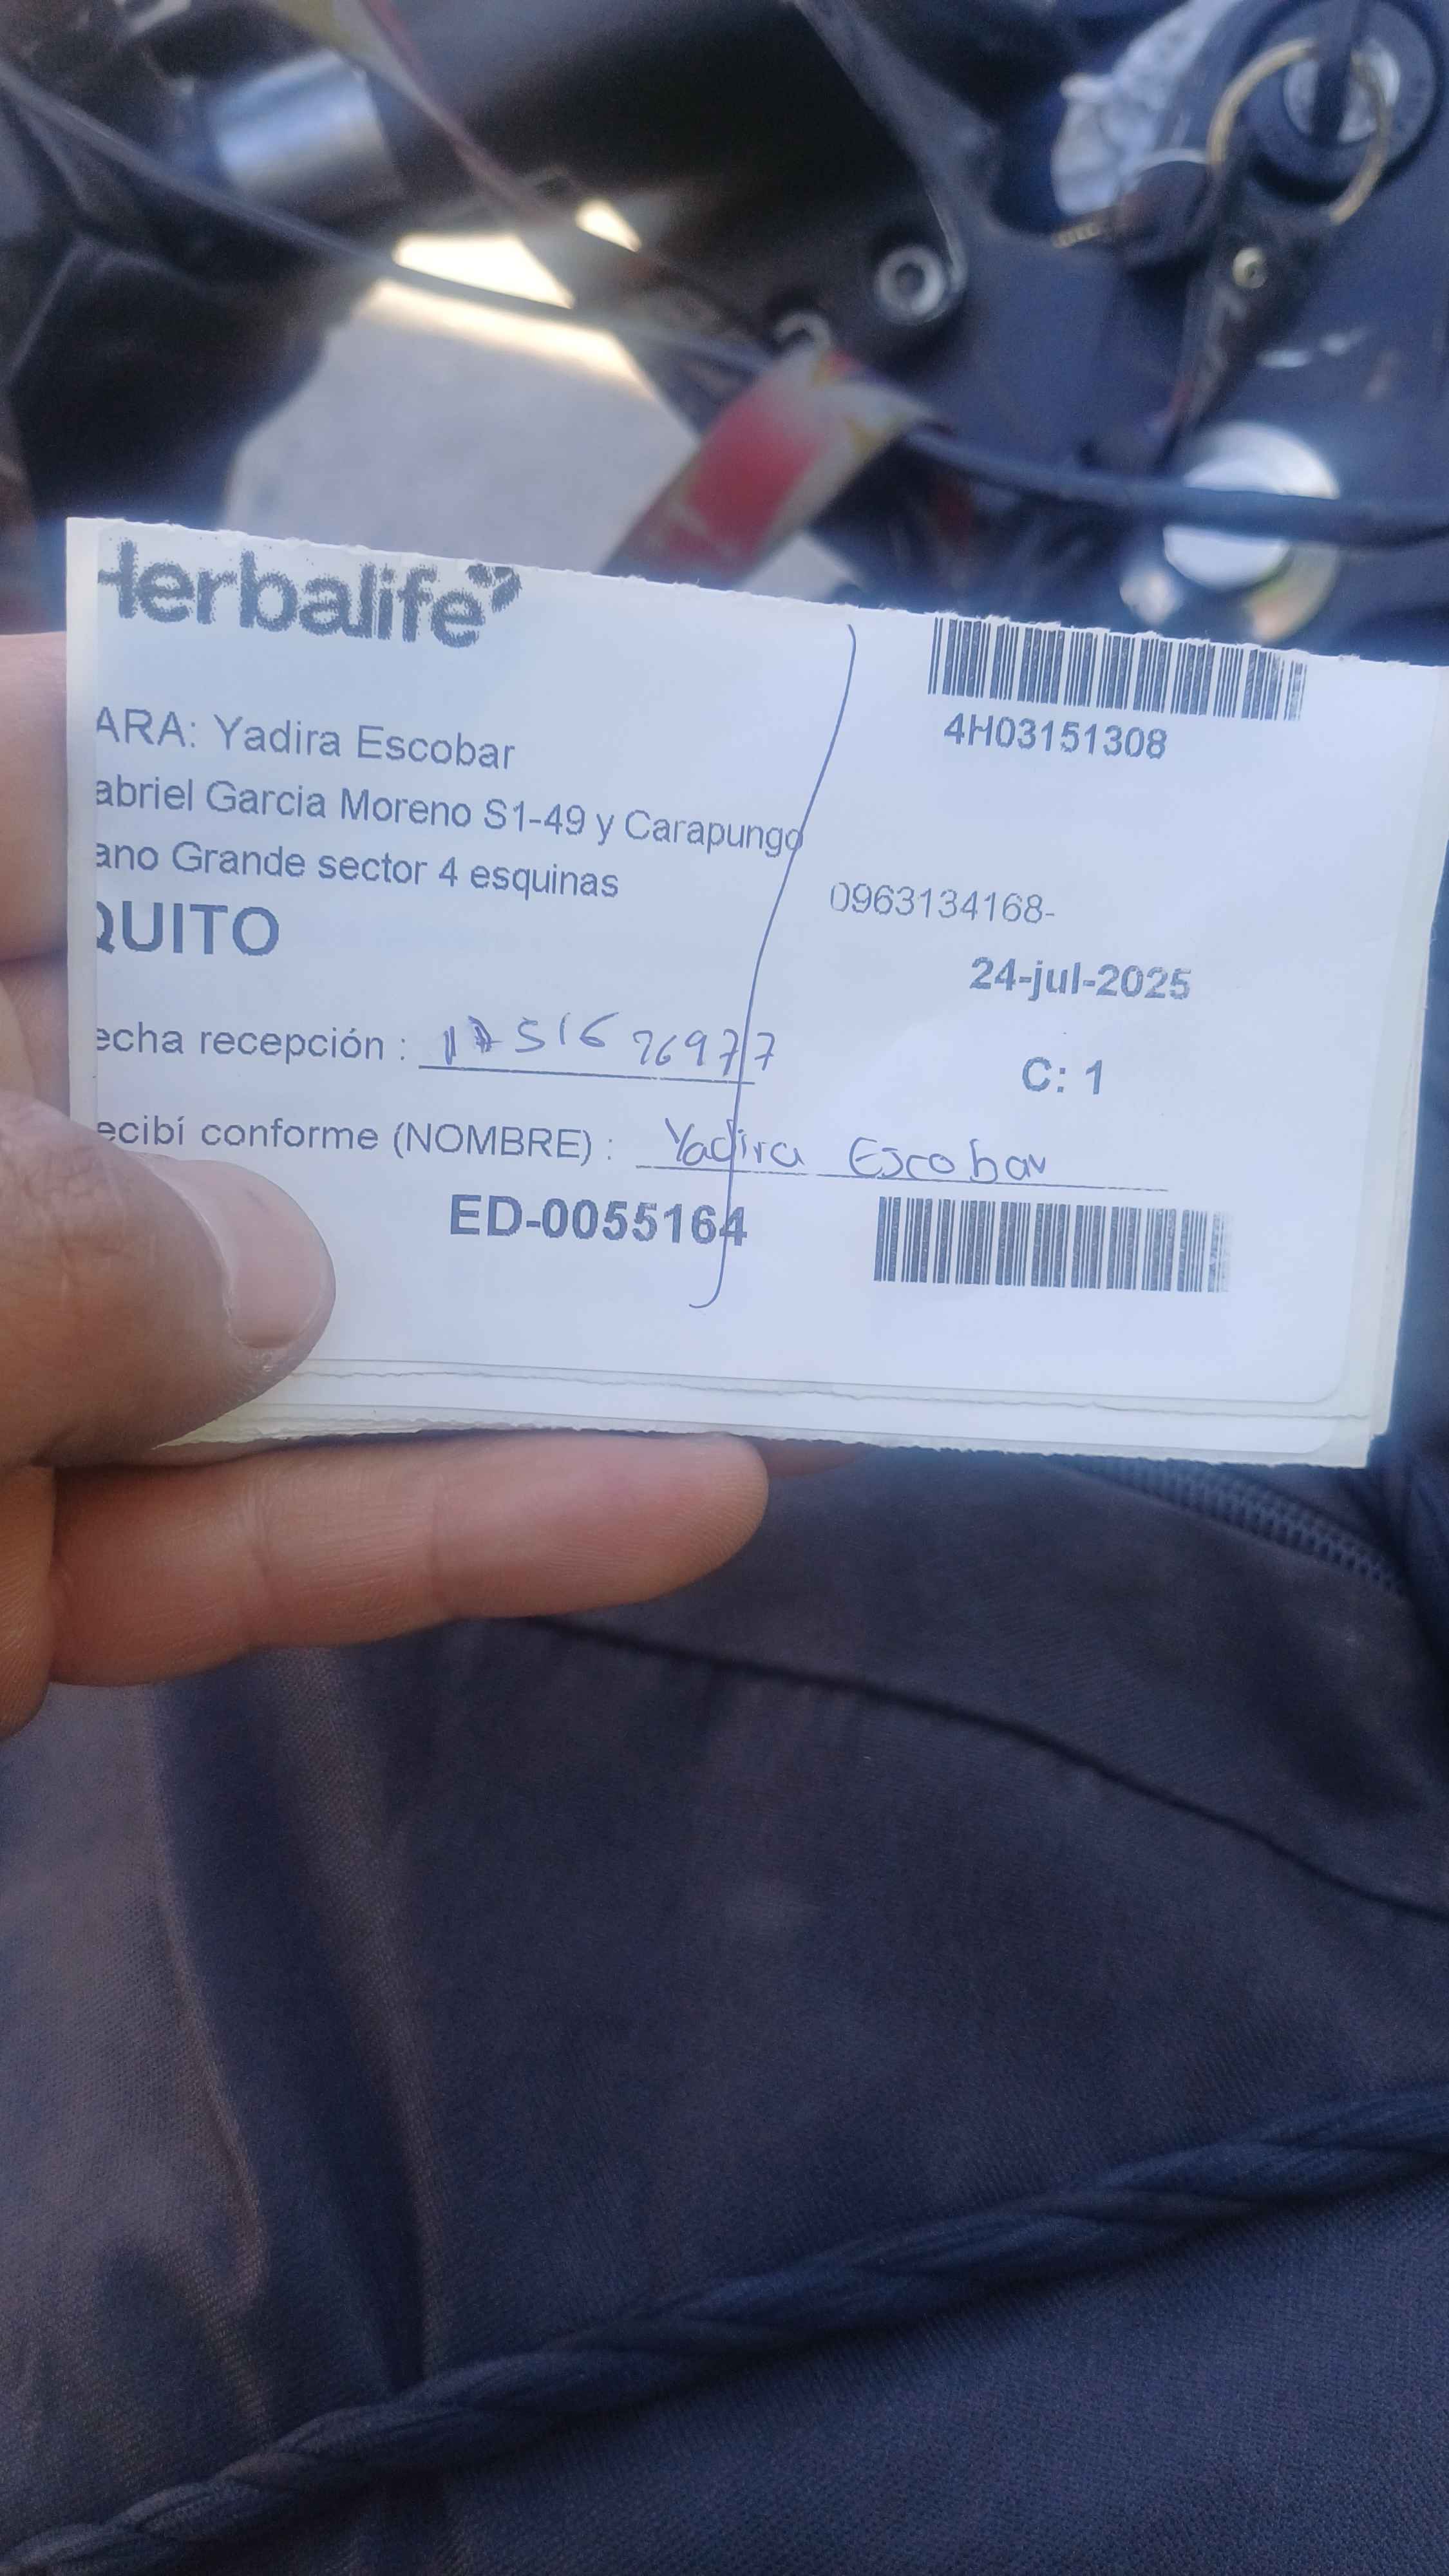 Herbalife
4H03151308
ARA: Yadira Escobar
abriel Garcia Moreno S1-49 y Carapungo
ano Grande sector 4 esquinas
0963134168-
QUITO
24-jul-2025
echa recepción : 1751626977
C: 1
ecibí conforme (NOMBRE) : Yadira Escobar
ED-0055164